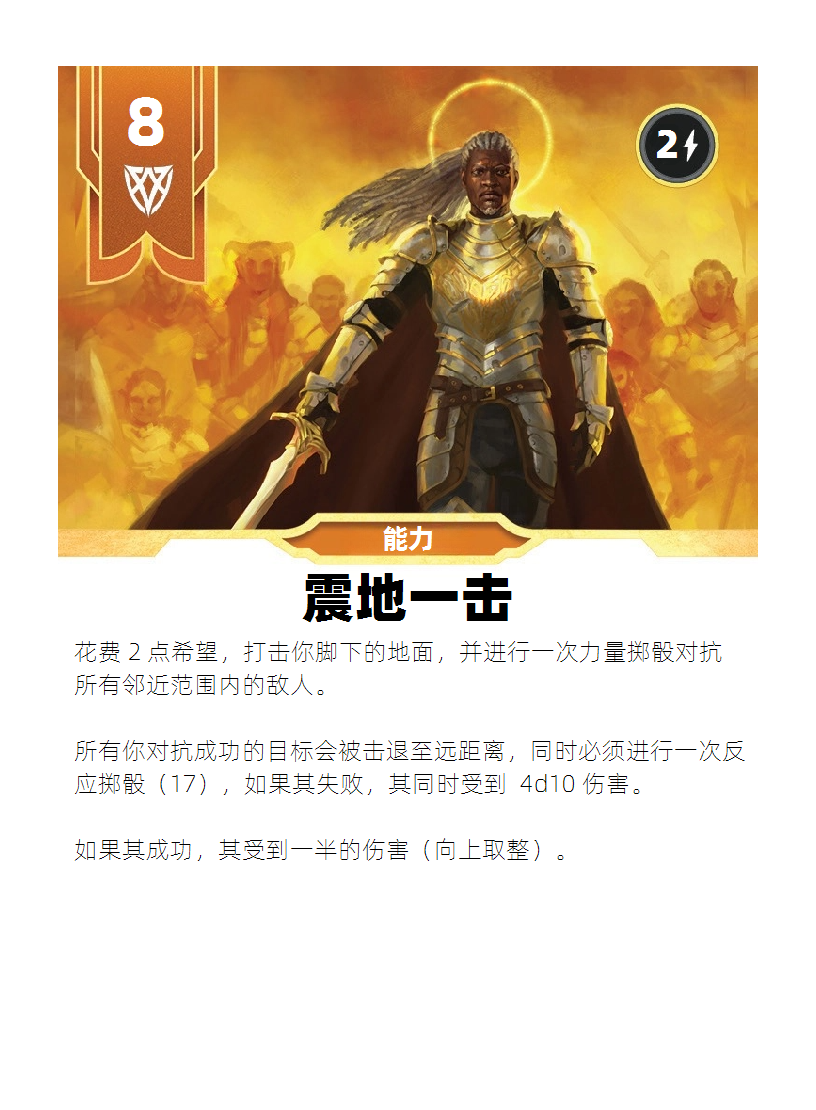 8
2
能力
震地一击
花费 2 点希望，打击你脚下的地面，并进行一次力量掷骰对抗
所有邻近范围内的敌人。
所有你对抗成功的目标会被击退至远距离，同时必须进行一次反
应掷骰（17），如果其失败，其同时受到 4d10 伤害。
如果其成功，其受到一半的伤害（向上取整）。